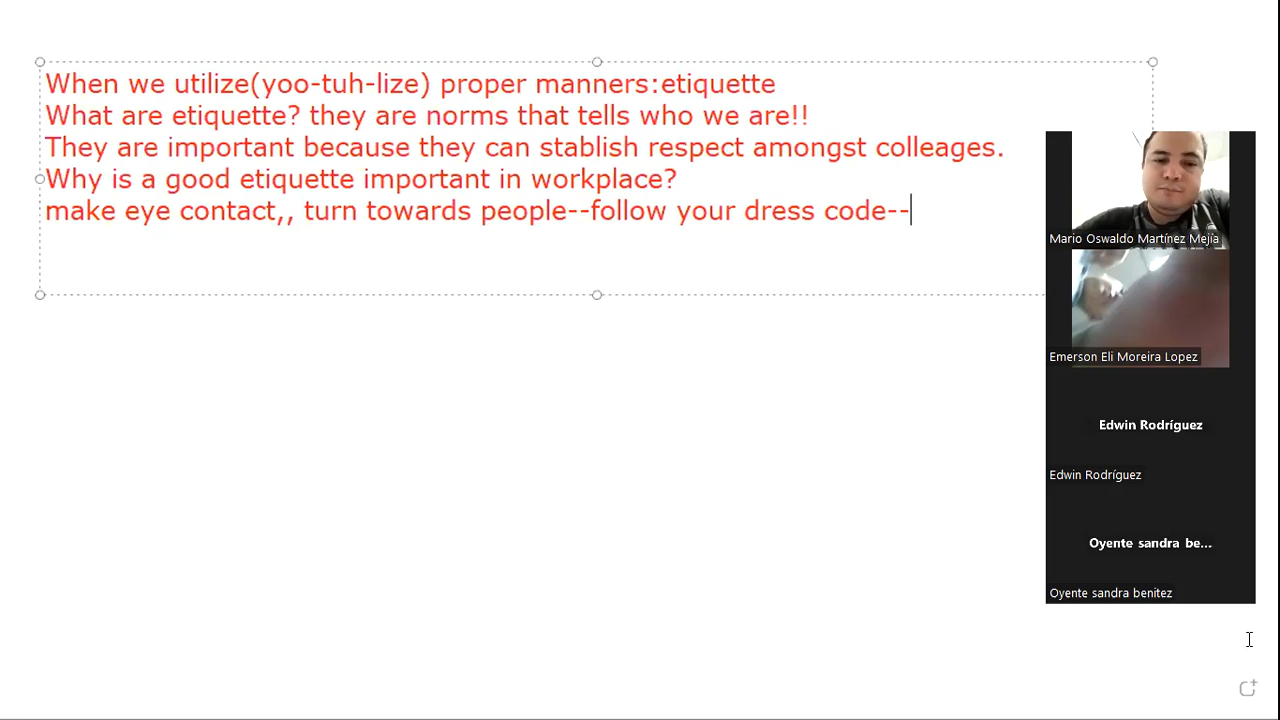 When we utilize(yoo-tuh-lize) proper manners:etiquette
What are etiquette? they are norms that tells who we are!!
They are important because they can stablish respect amongst colleages.
Why is a good etiquette important in workplace?
make eye contact,, turn towards people--follow your dress code--
Mario Oswaldo Martínez Mejía
Emerson Eli Moreira Lopez
Edwin Rodríguez
Edwin Rodríguez
Oyente sandra be...
Oyente sandra benitez